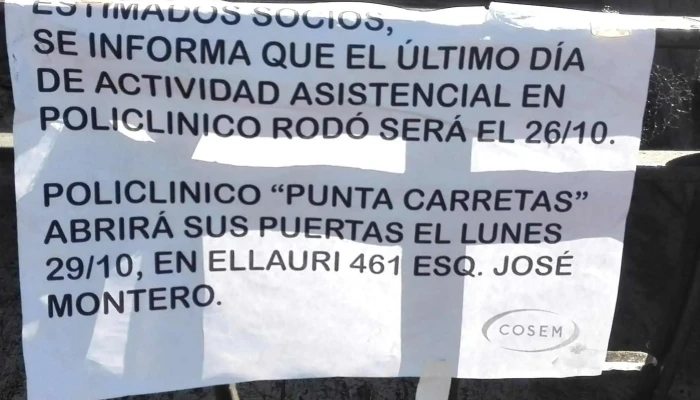 ESTIMADOS SOCIOS,
SE INFORMA QUE EL ÚLTIMO DÍA
DE ACTIVIDAD ASISTENCIAL EN
POLICLINICO RODÓ SERÁ EL 26/10.
POLICLINICO “PUNTA CARRETAS”
ABRIRÁ SUS PUERTAS EL LUNES
29/10, EN ELLAURI 461 ESQ. JOSÉ
MONTERO.
COSEM